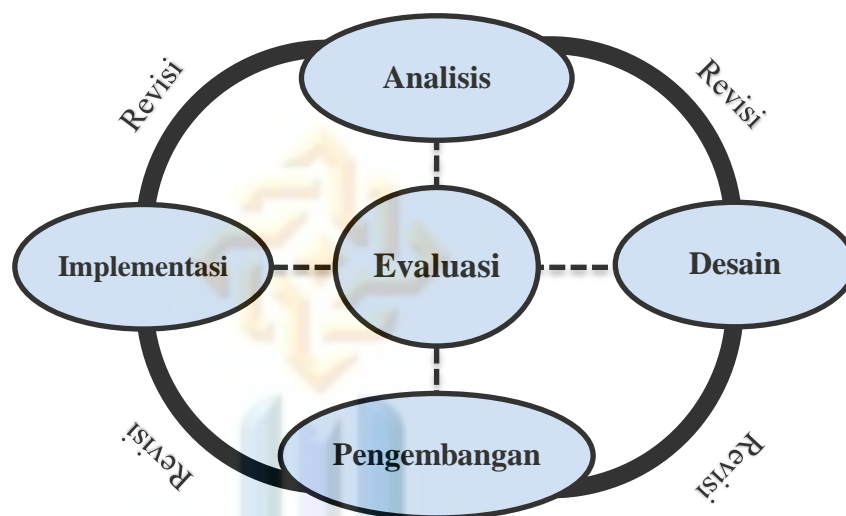 Analisis
Revisi
Revisi
Implementasi
Evaluasi
Desain
Pengembangan
Revisi
Revisi